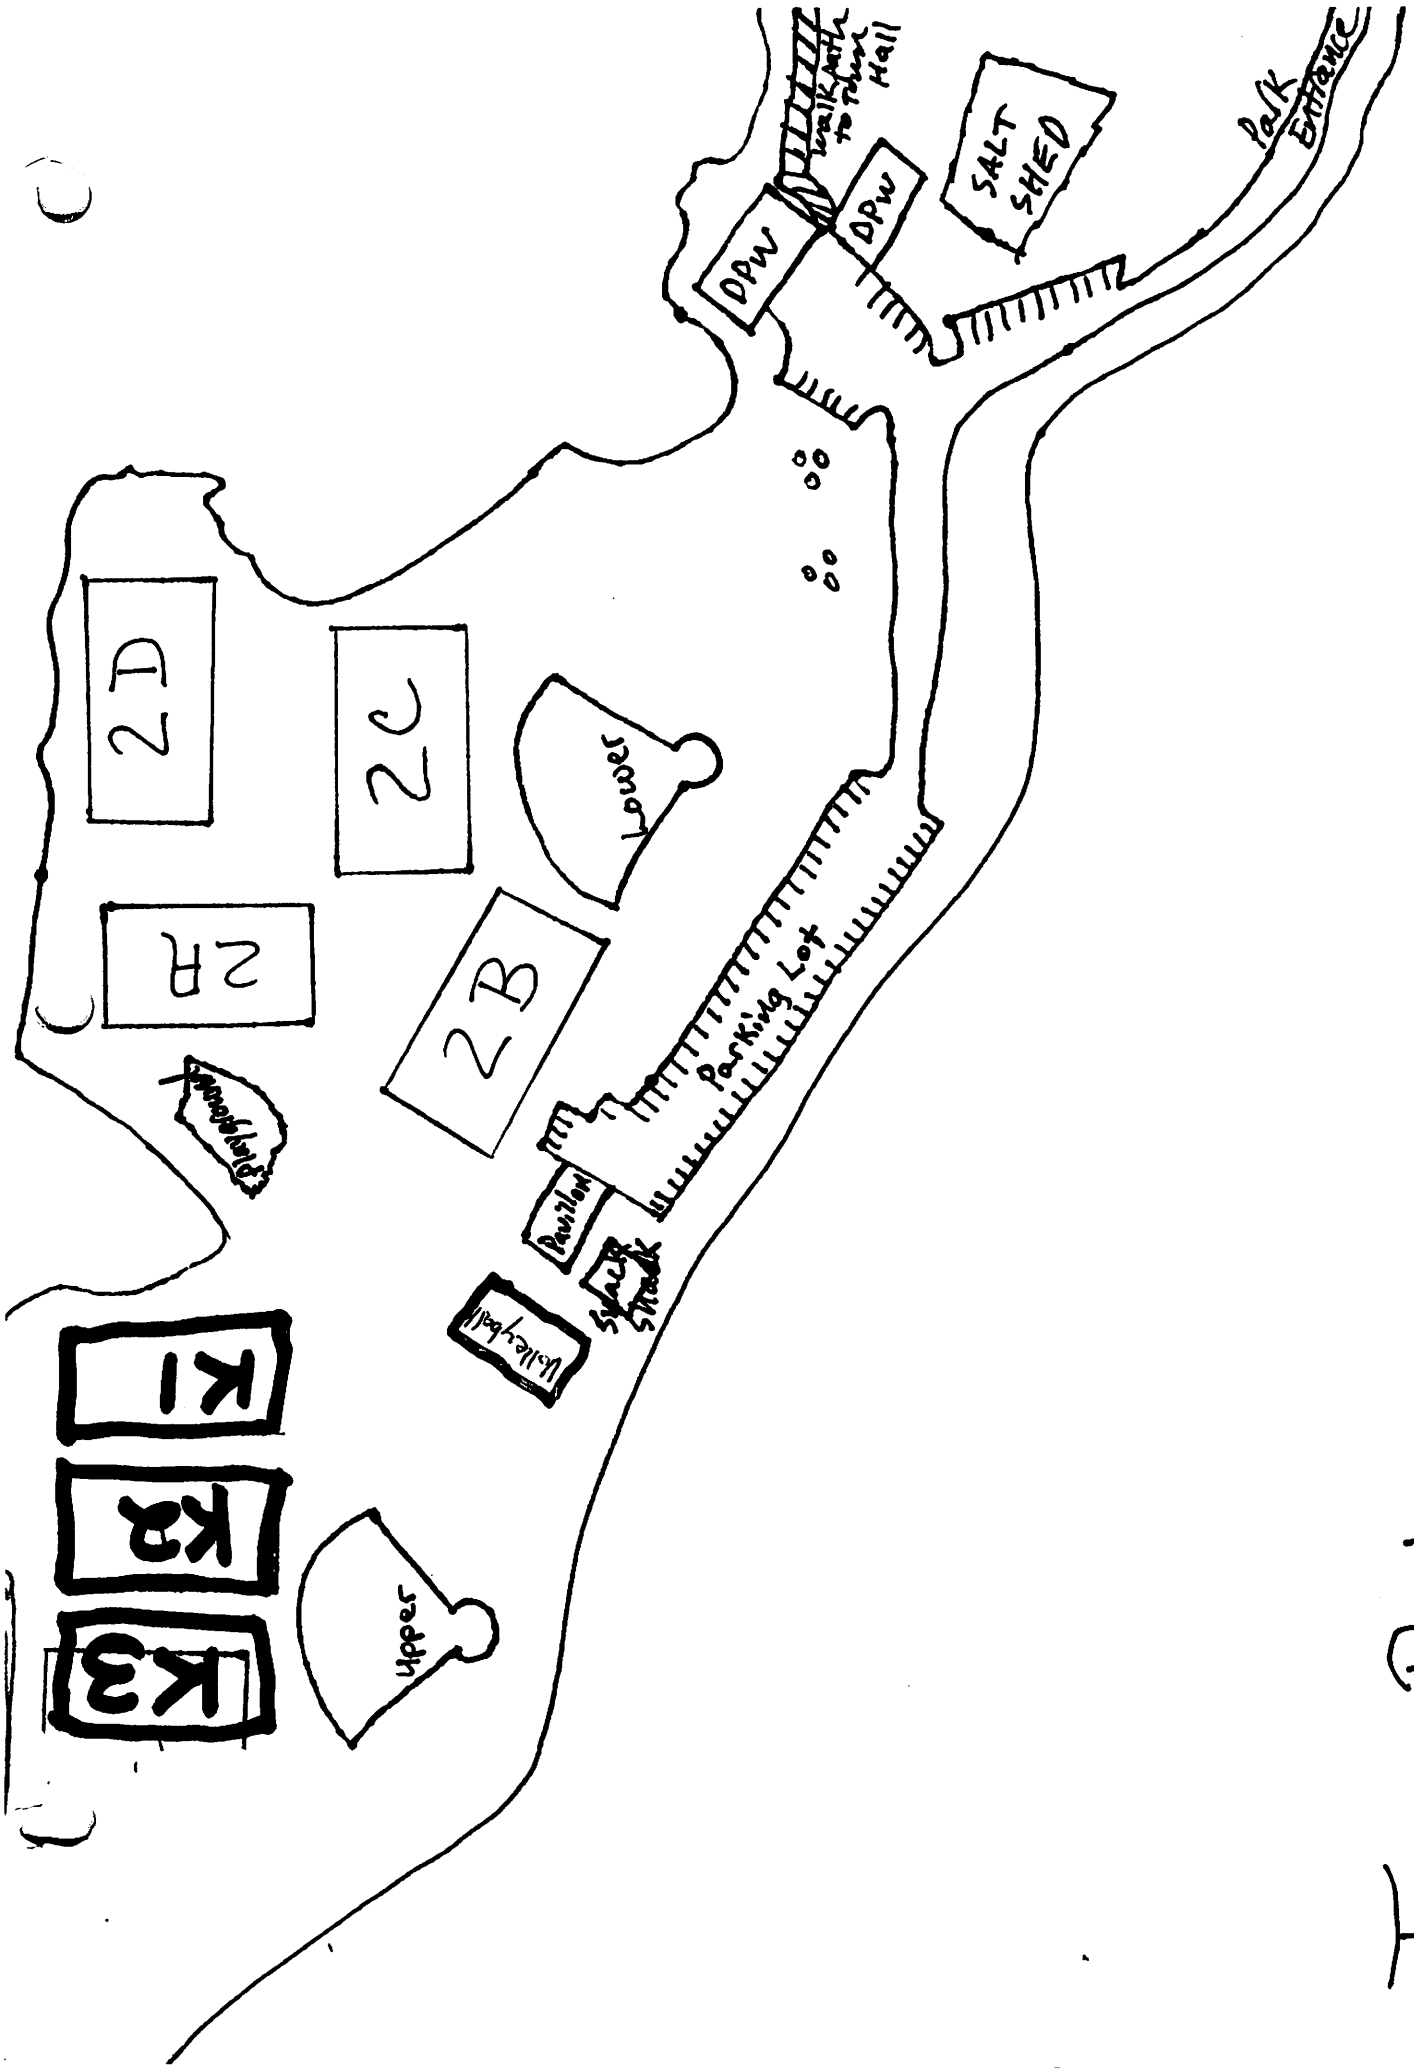 Walk Path
to Town
Hall
Park
Entrance
SALT
SHED
DPW
DPW
2D
2C
Lower
2A
2B
Parking Lot
Playground
Pavilion
Snack
Shack
Volleyball
K1
K2
K3
Upper